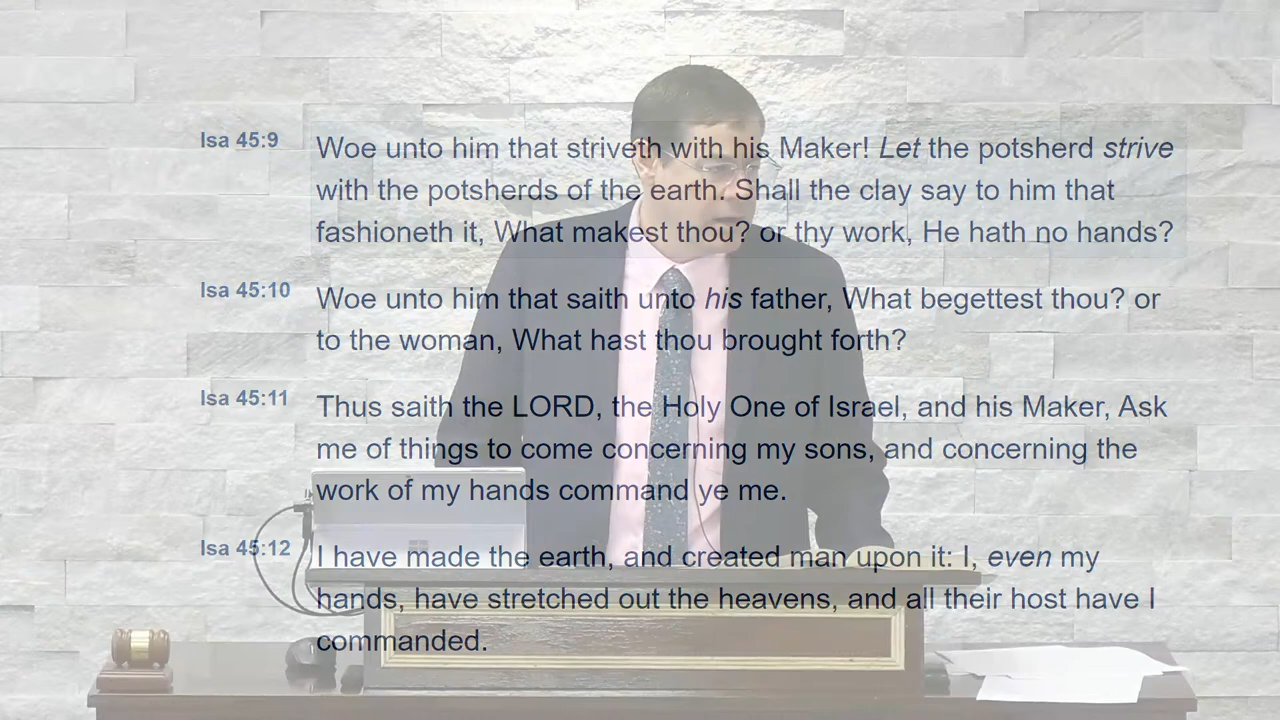 Isa 45:9 Woe unto him that striveth with his Maker! Let the potsherd strive
with the potsherds of the earth. Shall the clay say to him that
fashioneth it, What makest thou? or thy work, He hath no hands?
Isa 45:10 Woe unto him that saith unto his father, What begettest thou? or
to the woman, What hast thou brought forth?
Isa 45:11 Thus saith the LORD, the Holy One of Israel, and his Maker, Ask
me of things to come concerning my sons, and concerning the
work of my hands command ye me.
Isa 45:12 I have made the earth, and created man upon it: I, even my
hands, have stretched out the heavens, and all their host have I
commanded.